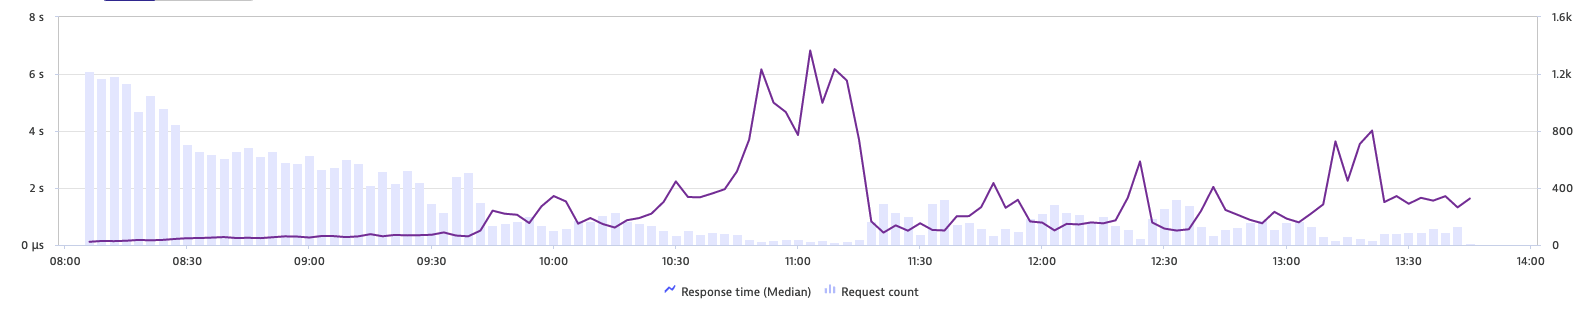 8 s 1.6k
6 s 1.2k
4 s 800
2 s 400
0 µs 0
08:00 08:30 09:00 09:30 10:00 10:30 11:00 11:30 12:00 12:30 13:00 13:30 14:00
Response time (Median) Request count